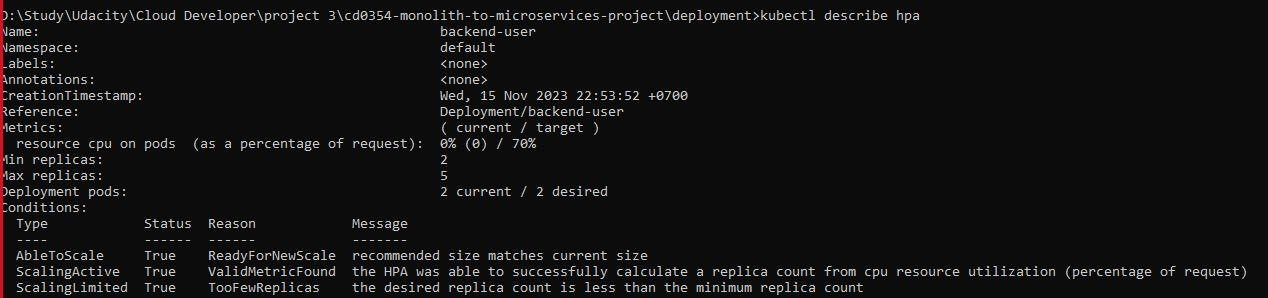 D:\Study\Udacity\Cloud Developer\project 3\cd0354-monolith-to-microservices-project\deployment>kubectl describe hpa
Name: backend-user
Namespace: default
Labels: <none>
Annotations: <none>
CreationTimestamp: Wed, 15 Nov 2023 22:53:52 +0700
Reference: Deployment/backend-user
Metrics: ( current / target )
resource cpu on pods (as a percentage of request): 0% (0) / 70%
Min replicas: 2
Max replicas: 5
Deployment pods: 2 current / 2 desired
Conditions:
Type Status Reason Message
---- ------ ------ -------
AbleToScale True ReadyForNewScale recommended size matches current size
ScalingActive True ValidMetricFound the HPA was able to successfully calculate a replica count from cpu resource utilization (percentage of request)
ScalingLimited True TooFewReplicas the desired replica count is less than the minimum replica count